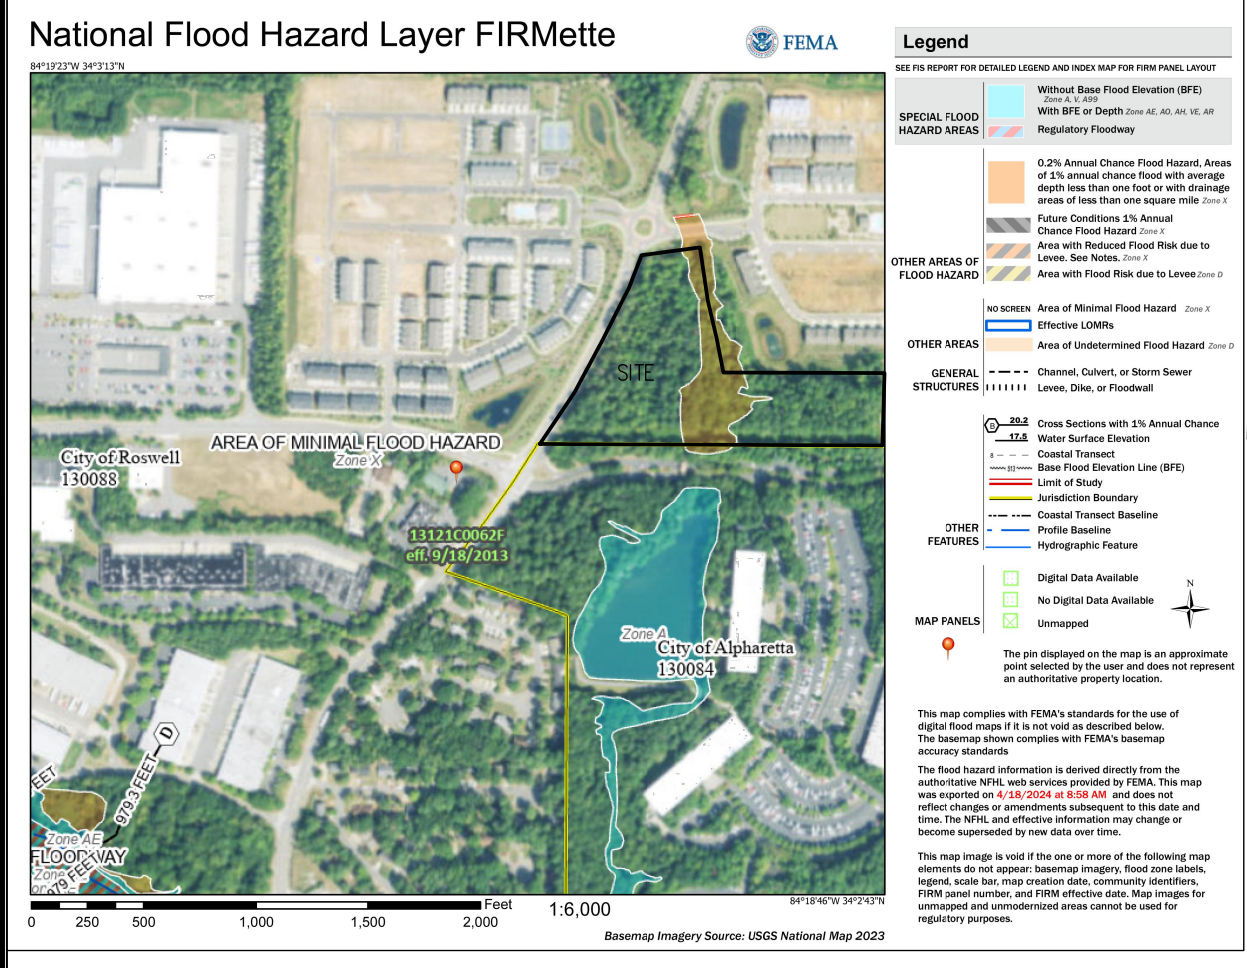 National Flood Hazard Layer FIRMette
FEMA
84°19'23"W 34°3'13"N
SITE
AREA OF MINIMAL FLOOD HAZARD
Zone X
City of Roswell
130088
13121C0062F
eff. 9/18/2013
Zone A
City of Alpharetta
130084
D
979.3 FEET
EET
Zone AE
FLOODWAY
979 FEET
84°18'46"W 34°2'43"N
Feet
0 250 500 1,000 1,500 2,000
1:6,000
Basemap Imagery Source: USGS National Map 2023
Legend
SEE FIS REPORT FOR DETAILED LEGEND AND INDEX MAP FOR FIRM PANEL LAYOUT
SPECIAL FLOOD
HAZARD AREAS
Without Base Flood Elevation (BFE)
Zone A, V, A99
With BFE or Depth Zone AE, AO, AH, VE, AR
Regulatory Floodway
OTHER AREAS OF
FLOOD HAZARD
0.2% Annual Chance Flood Hazard, Areas
of 1% annual chance flood with average
depth less than one foot or with drainage
areas of less than one square mile Zone X
Future Conditions 1% Annual
Chance Flood Hazard Zone X
Area with Reduced Flood Risk due to
Levee. See Notes. Zone X
Area with Flood Risk due to Levee Zone D
OTHER AREAS
NO SCREEN Area of Minimal Flood Hazard Zone X
Effective LOMRs
Area of Undetermined Flood Hazard Zone D
GENERAL
STRUCTURES
Channel, Culvert, or Storm Sewer
Levee, Dike, or Floodwall
OTHER
FEATURES
B 20.2 Cross Sections with 1% Annual Chance
17.5 Water Surface Elevation
8 Coastal Transect
513 Base Flood Elevation Line (BFE)
Limit of Study
Jurisdiction Boundary
Coastal Transect Baseline
Profile Baseline
Hydrographic Feature
MAP PANELS
Digital Data Available
No Digital Data Available
Unmapped
N
The pin displayed on the map is an approximate
point selected by the user and does not represent
an authoritative property location.
This map complies with FEMA's standards for the use of
digital flood maps if it is not void as described below.
The basemap shown complies with FEMA's basemap
accuracy standards
The flood hazard information is derived directly from the
authoritative NFHL web services provided by FEMA. This map
was exported on 4/18/2024 at 8:58 AM and does not
reflect changes or amendments subsequent to this date and
time. The NFHL and effective information may change or
become superseded by new data over time.
This map image is void if the one or more of the following map
elements do not appear: basemap imagery, flood zone labels,
legend, scale bar, map creation date, community identifiers,
FIRM panel number, and FIRM effective date. Map images for
unmapped and unmodernized areas cannot be used for
regulatory purposes.